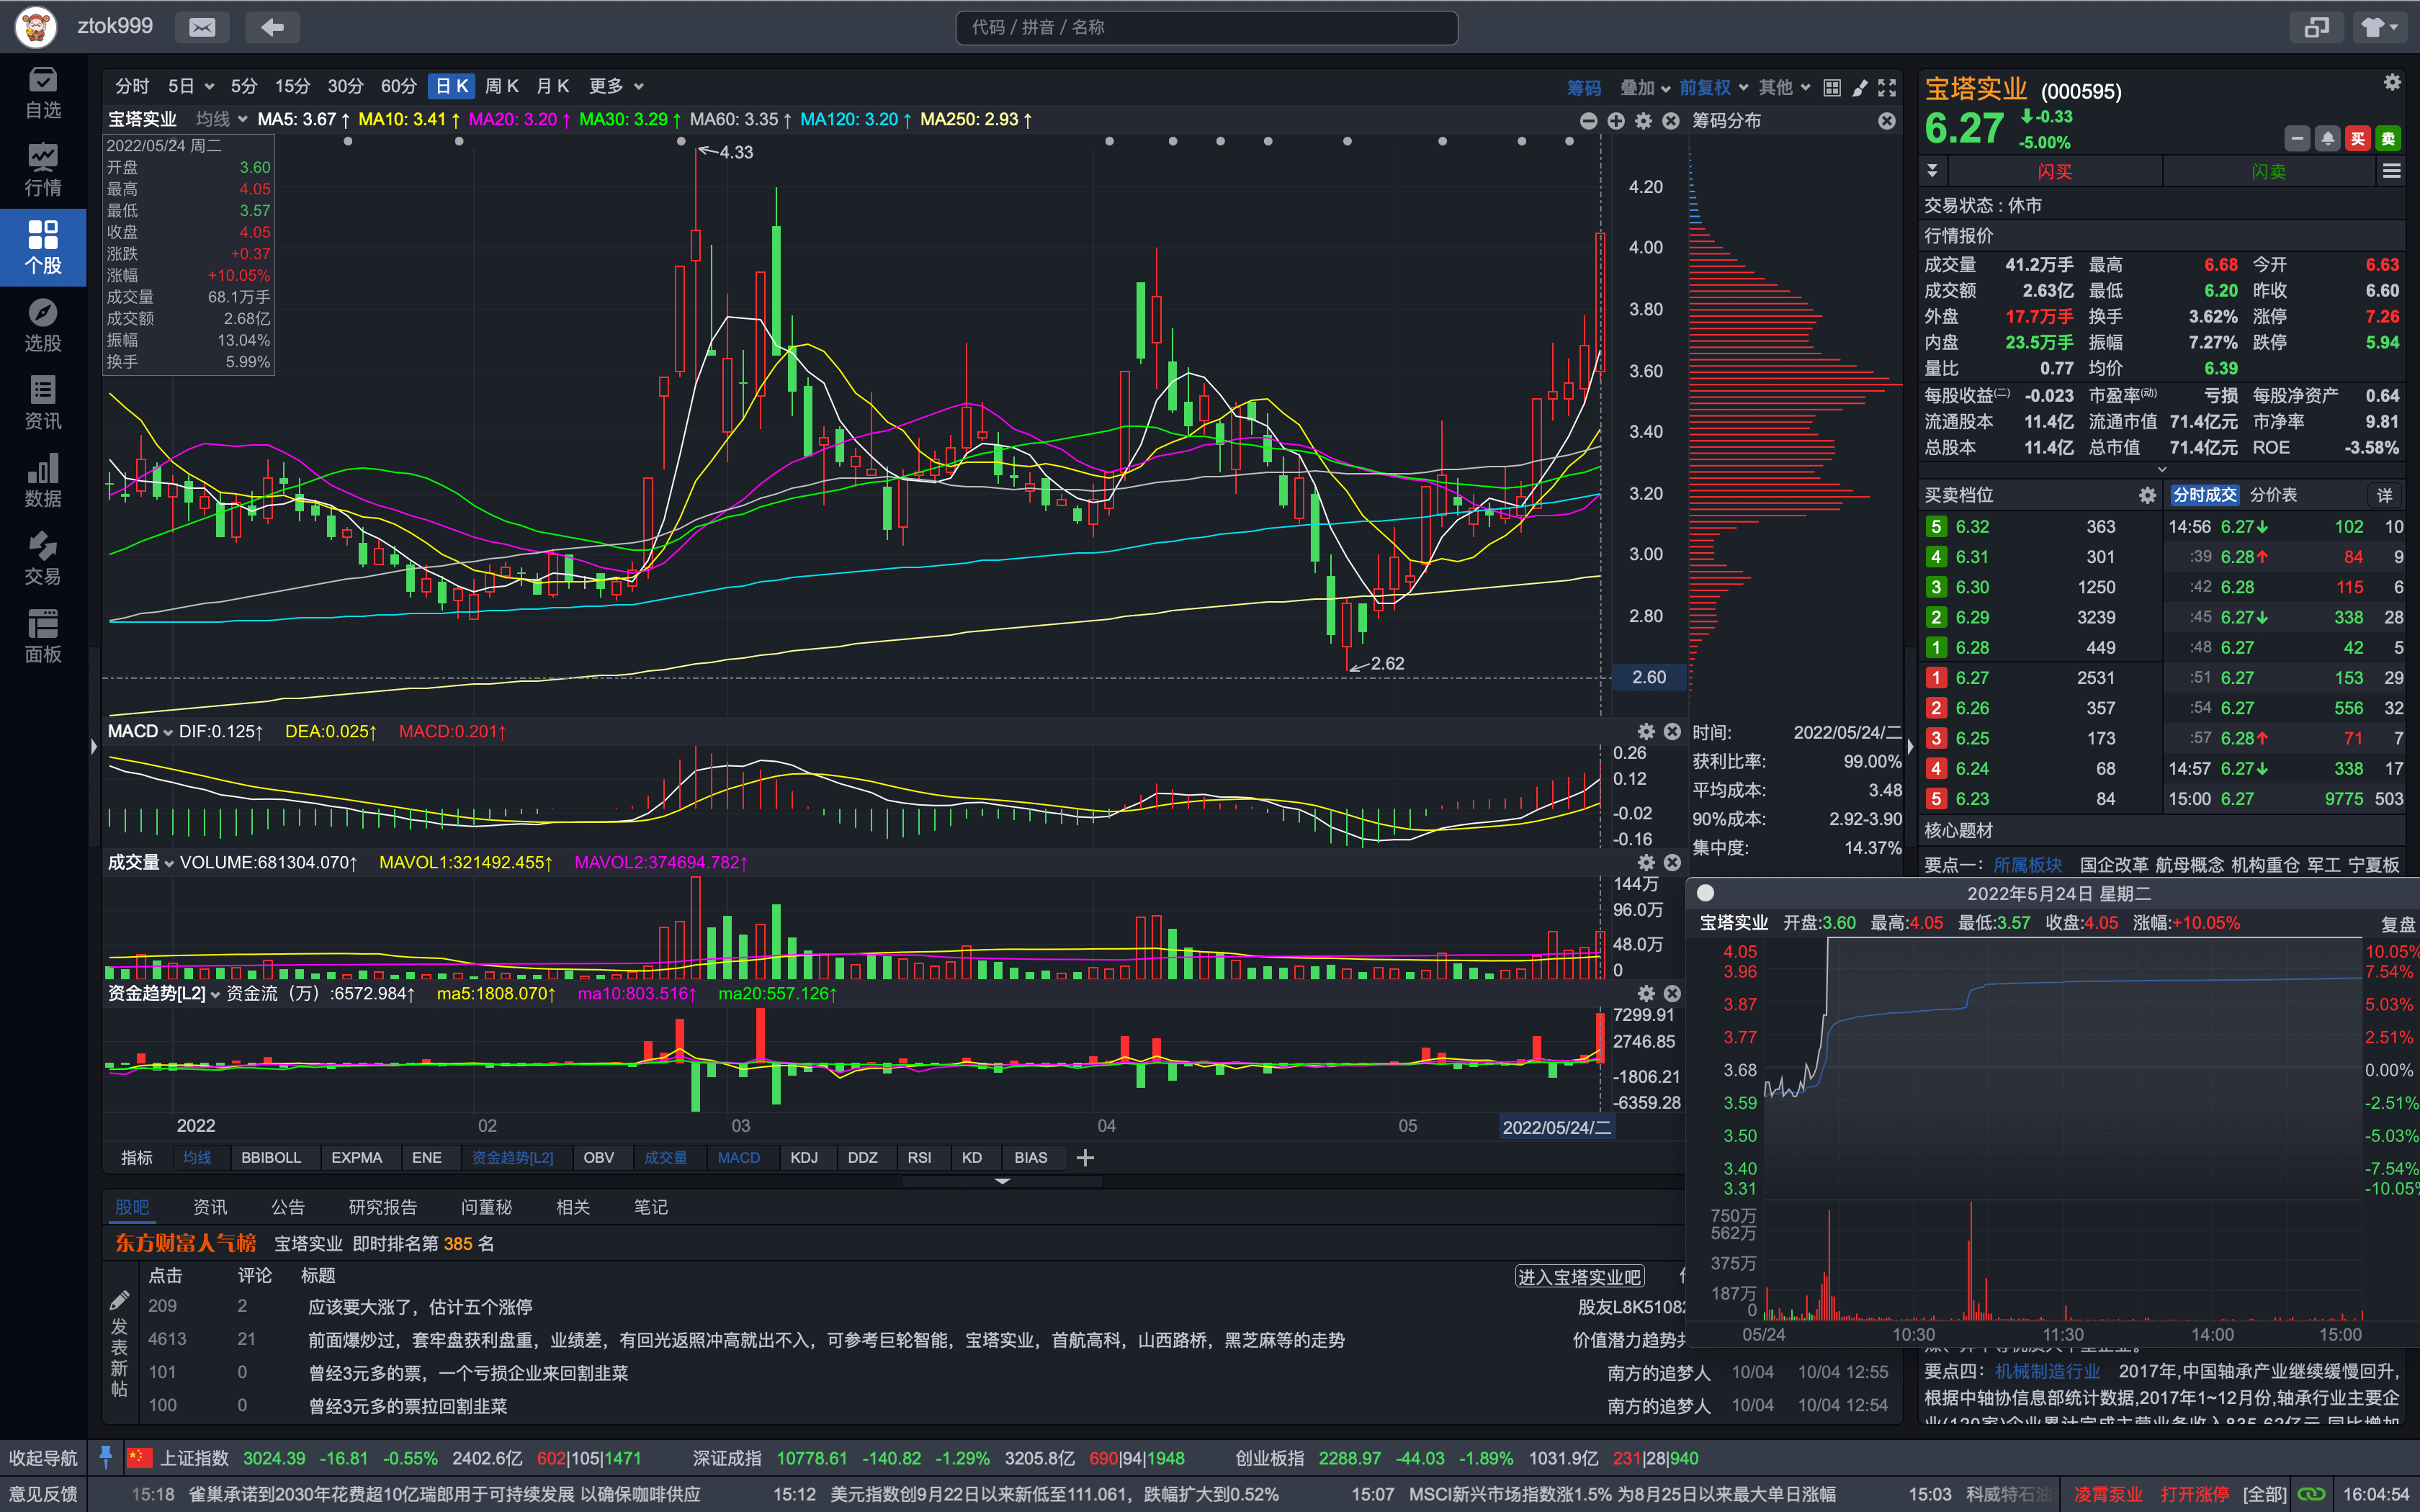 ztok999
代码 / 拼音 / 名称
自选
行情
个股
选股
资讯
数据
交易
面板
分时 5日 5分 15分 30分 60分 日K 周K 月K 更多 筹码 叠加 前复权 其他
宝塔实业 均线 MA5: 3.67↑ MA10: 3.41↑ MA20: 3.20↑ MA30: 3.29↑ MA60: 3.35↑ MA120: 3.20↑ MA250: 2.93↑
筹码分布
2022/05/24 周二
开盘 3.60
最高 4.05
最低 3.57
收盘 4.05
涨跌 +0.37
涨幅 +10.05%
成交量 68.1万手
成交额 2.68亿
振幅 13.04%
换手 5.99%
4.33
2.62
4.20
4.00
3.80
3.60
3.40
3.20
3.00
2.80
2.60
MACD DIF:0.125↑ DEA:0.025↑ MACD:0.201↑
0.26
0.12
-0.02
-0.16
成交量 VOLUME:681304.070↑ MAVOL1:321492.455↑ MAVOL2:374694.782↑
144万
96.0万
48.0万
0
资金趋势[L2] 资金流（万）:6572.984↑ ma5:1808.070↑ ma10:803.516↑ ma20:557.126↑
7299.91
2746.85
-1806.21
-6359.28
2022 02 03 04 05 2022/05/24/二
指标 均线 BBIBOLL EXPMA ENE 资金趋势[L2] OBV 成交量 MACD KDJ DDZ RSI KD BIAS
时间: 2022/05/24/二
获利比率: 99.00%
平均成本: 3.48
90%成本: 2.92-3.90
集中度: 14.37%
股吧 资讯 公告 研究报告 问董秘 相关 笔记
东方财富人气榜 宝塔实业 即时排名第 385 名
点击 评论 标题 进入宝塔实业吧
发表新帖
209 2 应该要大涨了，估计五个涨停 股友L8K5108
4613 21 前面爆炒过，套牢盘获利盘重，业绩差，有回光返照冲高就出不入，可参考巨轮智能，宝塔实业，首航高科，山西路桥，黑芝麻等的走势 价值潜力趋势
101 0 曾经3元多的票，一个亏损企业来回割韭菜 南方的追梦人 10/04 10/04 12:55
100 0 曾经3元多的票拉回割韭菜 南方的追梦人 10/04 10/04 12:54
宝塔实业 (000595)
6.27 -0.33
-5.00%
买 卖
闪买 闪卖
交易状态 : 休市
行情报价
成交量 41.2万手 最高 6.68 今开 6.63
成交额 2.63亿 最低 6.20 昨收 6.60
外盘 17.7万手 换手 3.62% 涨停 7.26
内盘 23.5万手 振幅 7.27% 跌停 5.94
量比 0.77 均价 6.39
每股收益(二) -0.023 市盈率(动) 亏损 每股净资产 0.64
流通股本 11.4亿 流通市值 71.4亿元 市净率 9.81
总股本 11.4亿 总市值 71.4亿元 ROE -3.58%
买卖档位 分时成交 分价表 详
5 6.32 363 14:56 6.27↓ 102 10
4 6.31 301 :39 6.28↑ 84 9
3 6.30 1250 :42 6.28 115 6
2 6.29 3239 :45 6.27↓ 338 28
1 6.28 449 :48 6.27 42 5
1 6.27 2531 :51 6.27 153 29
2 6.26 357 :54 6.27 556 32
3 6.25 173 :57 6.28↑ 71 7
4 6.24 68 14:57 6.27↓ 338 17
5 6.23 84 15:00 6.27 9775 503
核心题材
要点一： 所属板块 国企改革 航母概念 机构重仓 军工 宁夏板
2022年5月24日 星期二
宝塔实业 开盘:3.60 最高:4.05 最低:3.57 收盘:4.05 涨幅:+10.05% 复盘
4.05 10.05%
3.96 7.54%
3.87 5.03%
3.77 2.51%
3.68 0.00%
3.59 -2.51%
3.50 -5.03%
3.40 -7.54%
3.31 -10.05%
750万
562万
375万
187万
0
05/24 10:30 11:30 14:00 15:00
要点四： 机械制造行业 2017年,中国轴承产业继续缓慢回升,
根据中轴协信息部统计数据,2017年1~12月份,轴承行业主要企
业(120家)企业累计完成主营业务收入835.62亿元,同比增加
收起导航 上证指数 3024.39 -16.81 -0.55% 2402.6亿 602|105|1471 深证成指 10778.61 -140.82 -1.29% 3205.8亿 690|94|1948 创业板指 2288.97 -44.03 -1.89% 1031.9亿 231|28|940
意见反馈 15:18 雀巢承诺到2030年花费超10亿瑞郎用于可持续发展 以确保咖啡供应 15:12 美元指数创9月22日以来新低至111.061，跌幅扩大到0.52% 15:07 MSCI新兴市场指数涨1.5% 为8月25日以来最大单日涨幅 15:03 科威特石油 凌霄泵业 打开涨停 [全部] 16:04:54